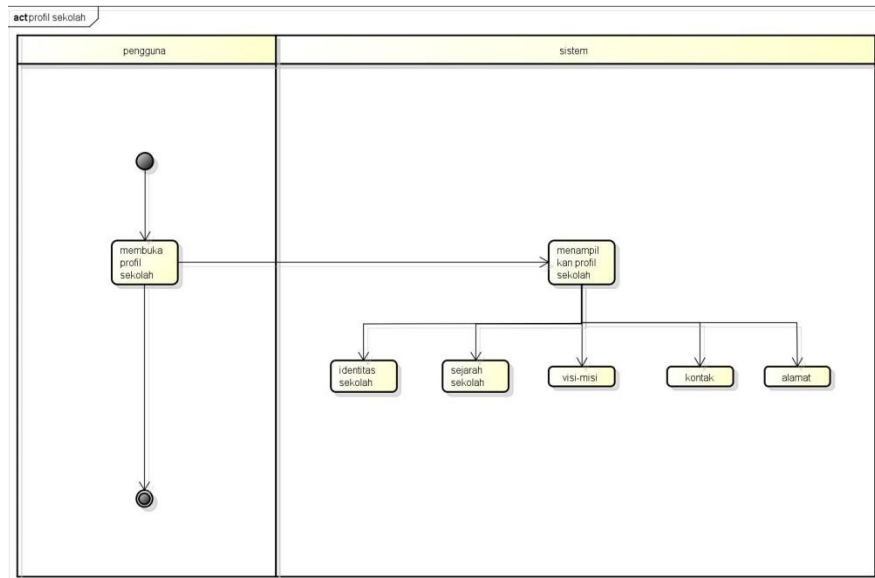 act profil sekolah
pengguna
sistem
membuka
profil
sekolah
menampil
kan profil
sekolah
identitas
sekolah
sejarah
sekolah
visi-misi
kontak
alamat